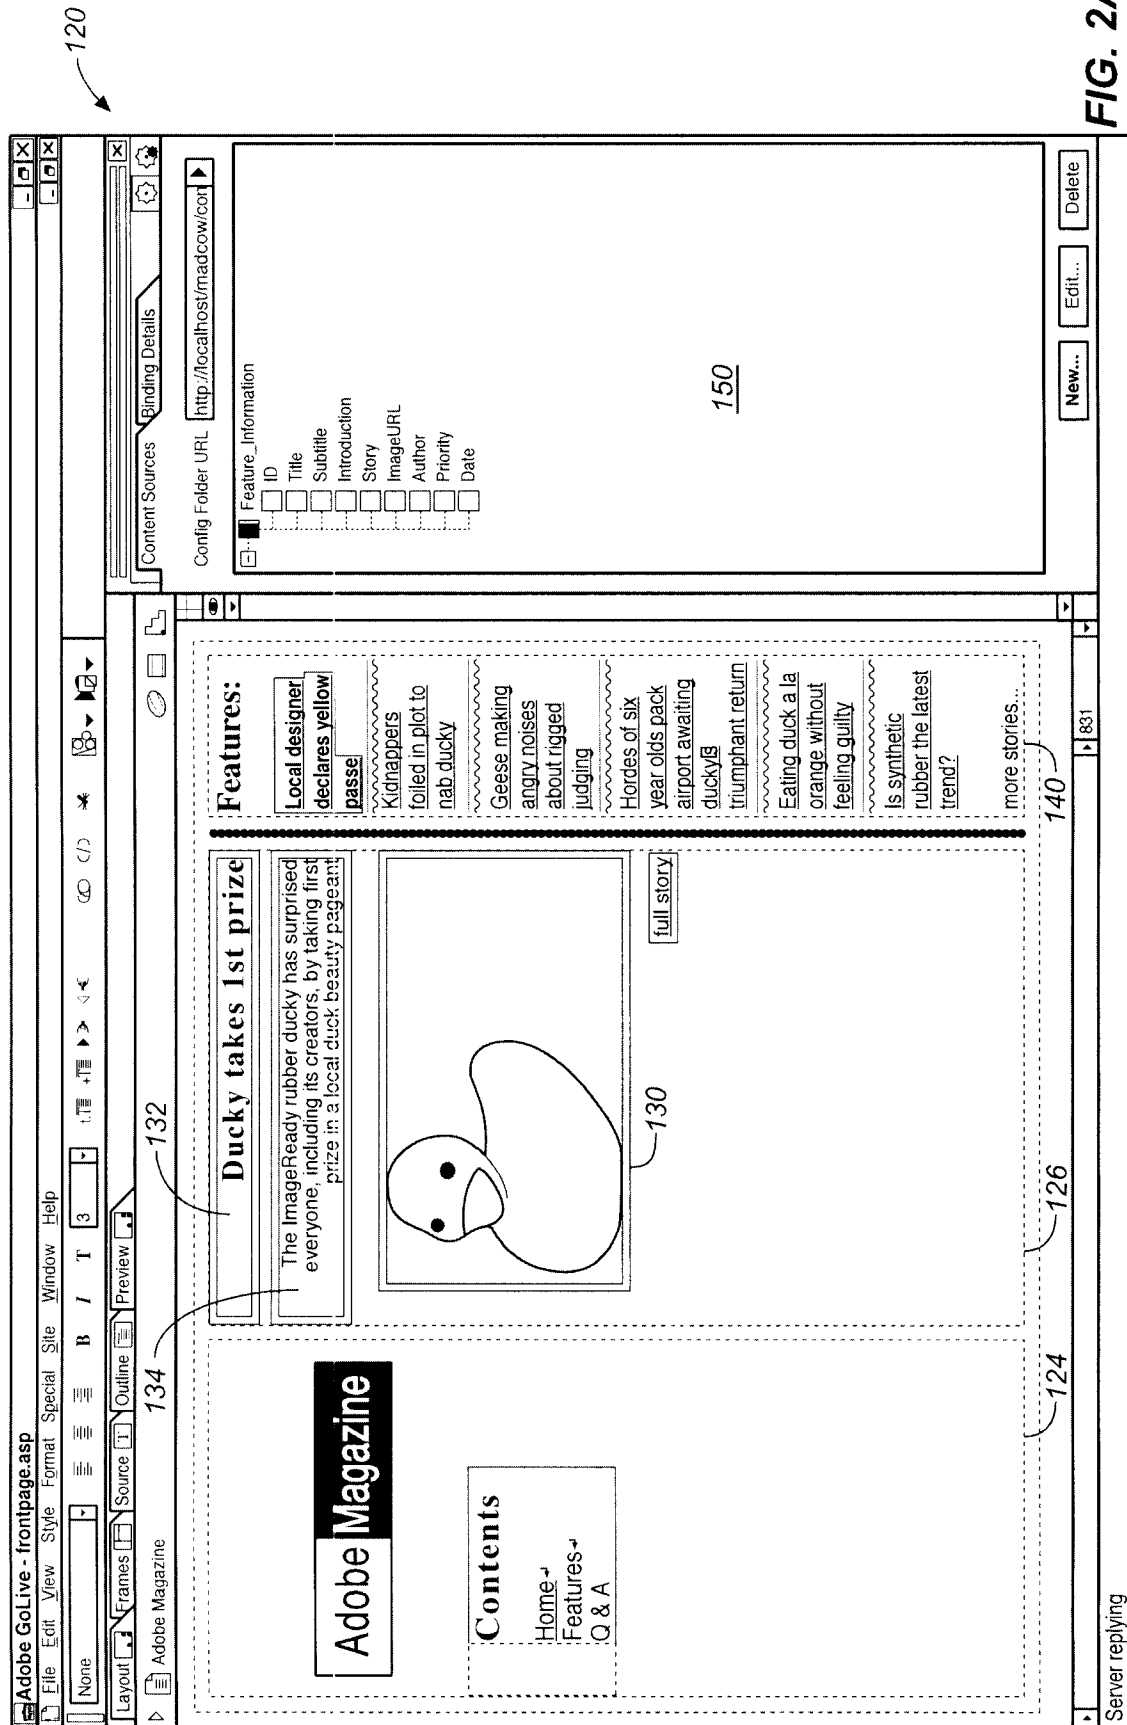 Adobe GoLive - frontpage.asp
File Edit View Style Format Special Site Window Help
None
B I T 3
Layout Frames Source Outline Preview
Adobe Magazine
Adobe Magazine
Contents
Home
Features
Q & A
124
134
132
Ducky takes 1st prize
The ImageReady rubber ducky has surprised
everyone, including its creators, by taking first
prize in a local duck beauty pageant
full story
130
126
Features:
Local designer
declares yellow
passe
Kidnappers
foiled in plot to
nab ducky
Geese making
angry noises
about rigged
judging
Hordes of six
year olds pack
airport awaiting
duckyß
triumphant return
Eating duck a la
orange without
feeling guilty
Is synthetic
rubber the latest
trend?
more stories...
140
831
Content Sources Binding Details
Config Folder URL http://localhost/madcow/con
Feature_Information
ID
Title
Subtitle
Introduction
Story
ImageURL
Author
Priority
Date
150
New... Edit... Delete
Server replying
120
FIG. 2A